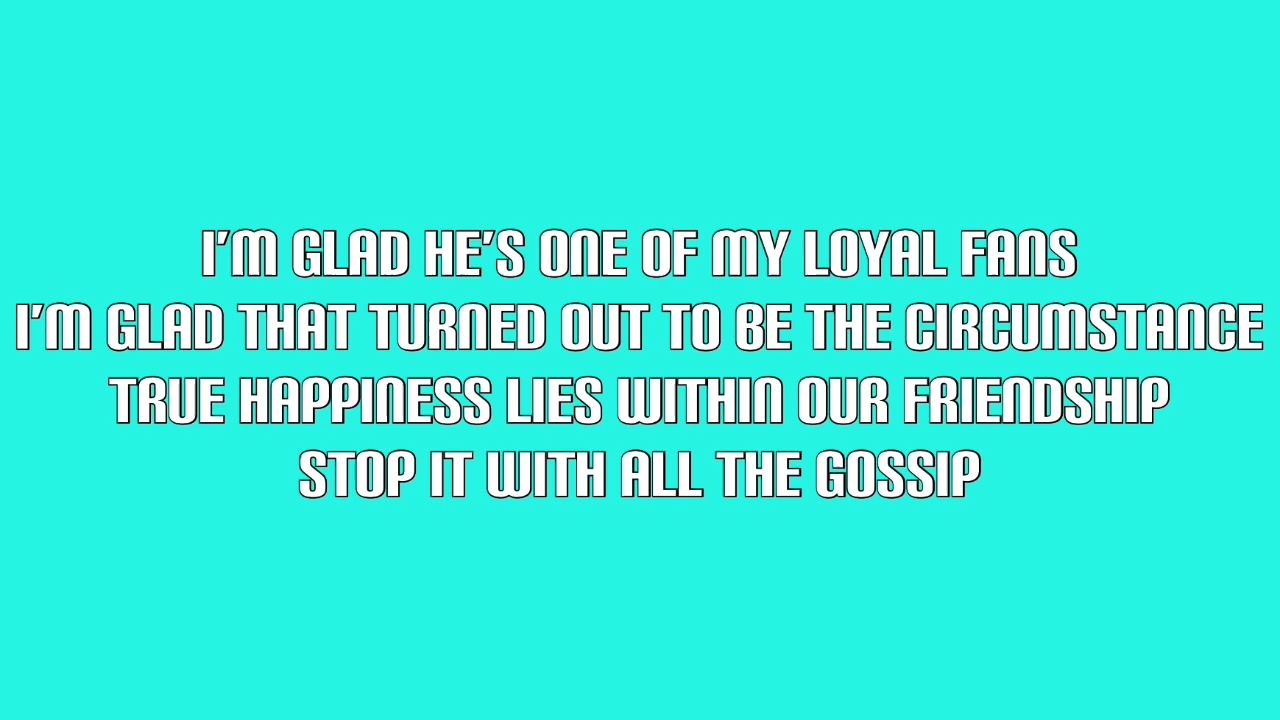 I'M GLAD HE'S ONE OF MY LOYAL FANS
I'M GLAD THAT TURNED OUT TO BE THE CIRCUMSTANCE
TRUE HAPPINESS LIES WITHIN OUR FRIENDSHIP
STOP IT WITH ALL THE GOSSIP